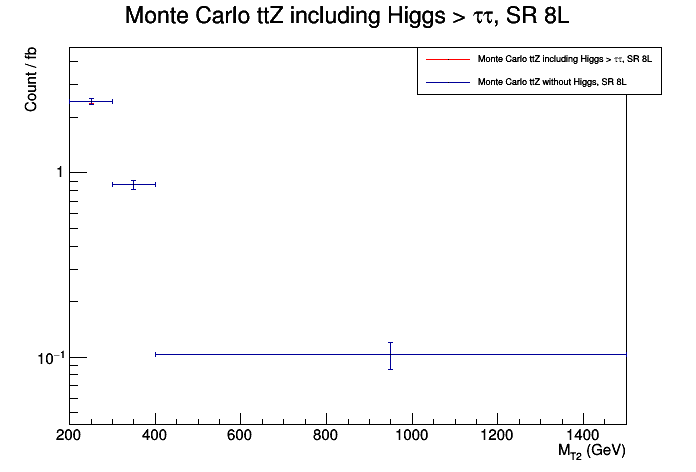 Monte Carlo ttZ including Higgs > ττ, SR 8L
Count / fb
Monte Carlo ttZ including Higgs > ττ, SR 8L
Monte Carlo ttZ without Higgs, SR 8L
1
10⁻¹
200 400 600 800 1000 1200 1400
M_T2 (GeV)